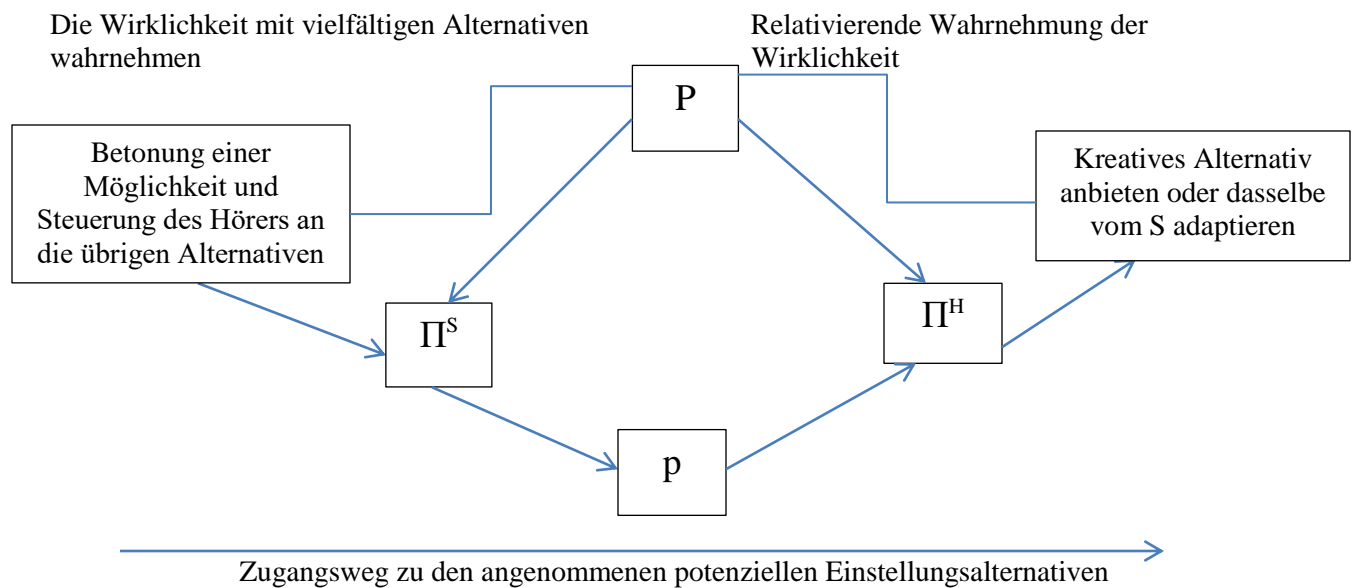 Die Wirklichkeit mit vielfältigen Alternativen
wahrnehmen
Relativierende Wahrnehmung der
Wirklichkeit
P
Betonung einer
Möglichkeit und
Steuerung des Hörers an
die übrigen Alternativen
Kreatives Alternativ
anbieten oder dasselbe
vom S adaptieren
Π^S
Π^H
p
Zugangsweg zu den angenommenen potenziellen Einstellungsalternativen